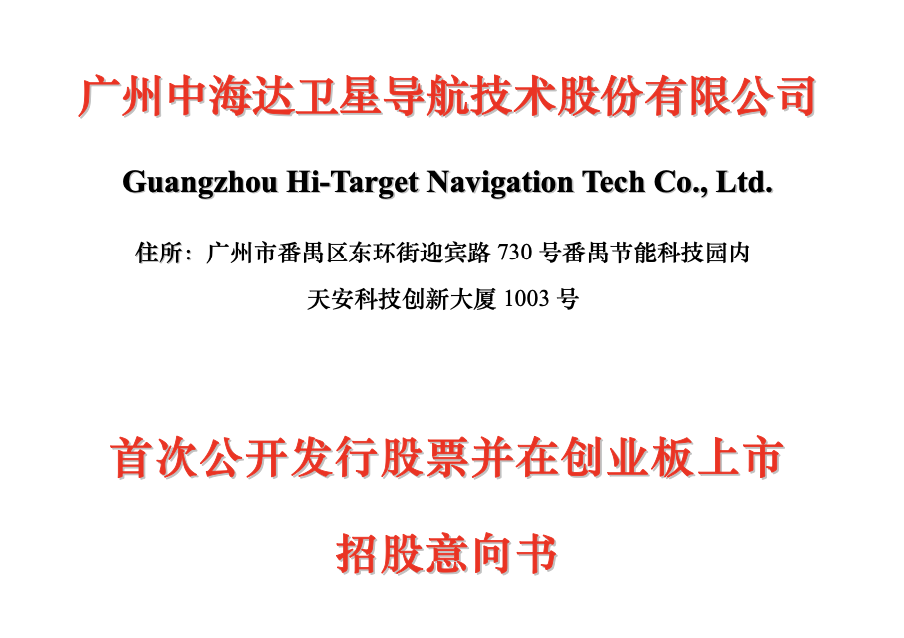 广州中海达卫星导航技术股份有限公司
Guangzhou Hi-Target Navigation Tech Co., Ltd.
住所：广州市番禺区东环街迎宾路 730 号番禺节能科技园内
天安科技创新大厦 1003 号
首次公开发行股票并在创业板上市
招股意向书